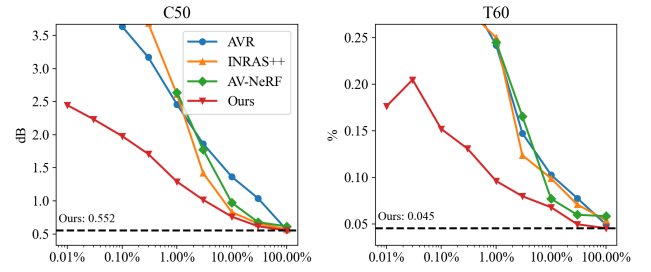 C50
dB
3.5
3.0
2.5
2.0
1.5
1.0
0.5
AVR
INRAS++
AV-NeRF
Ours
Ours: 0.552
0.01%
0.10%
1.00%
10.00%
100.00%
T60
%
0.25
0.20
0.15
0.10
0.05
Ours: 0.045
0.01%
0.10%
1.00%
10.00%
100.00%